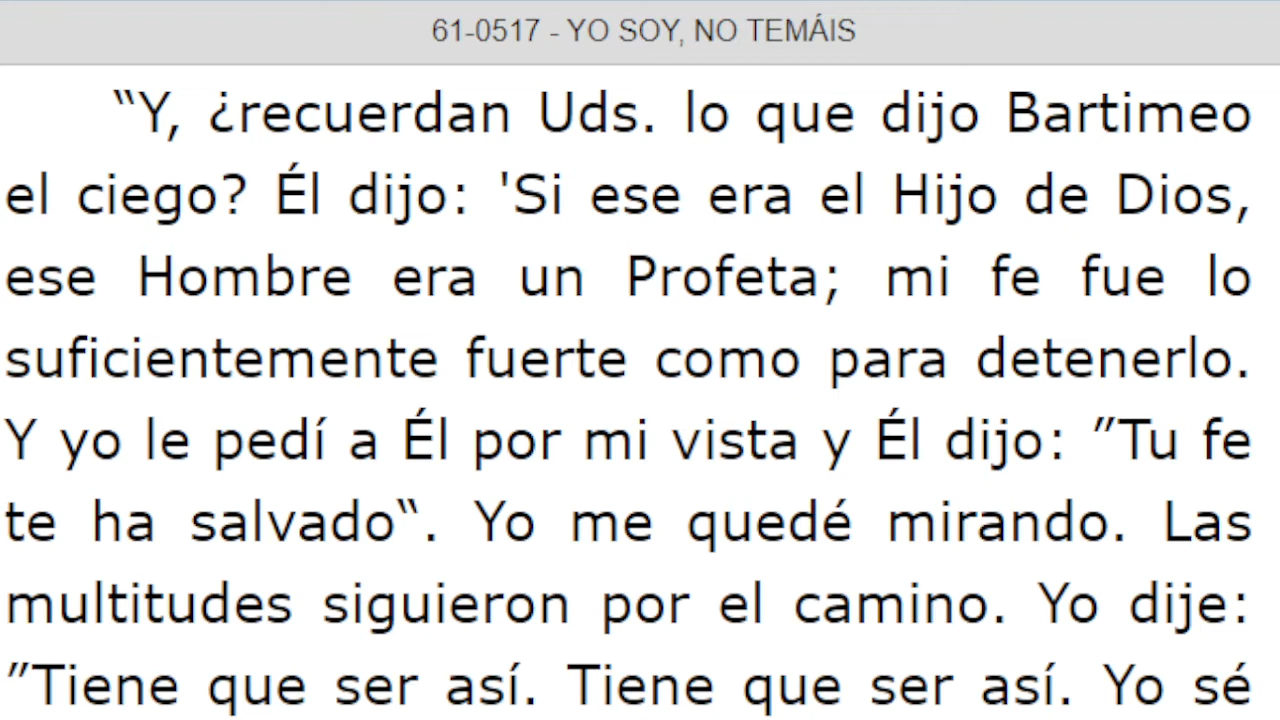 61-0517 - YO SOY, NO TEMÁIS
“Y, ¿recuerdan Uds. lo que dijo Bartimeo
el ciego? Él dijo: 'Si ese era el Hijo de Dios,
ese Hombre era un Profeta; mi fe fue lo
suficientemente fuerte como para detenerlo.
Y yo le pedí a Él por mi vista y Él dijo: ”Tu fe
te ha salvado“. Yo me quedé mirando. Las
multitudes siguieron por el camino. Yo dije:
”Tiene que ser así. Tiene que ser así. Yo sé